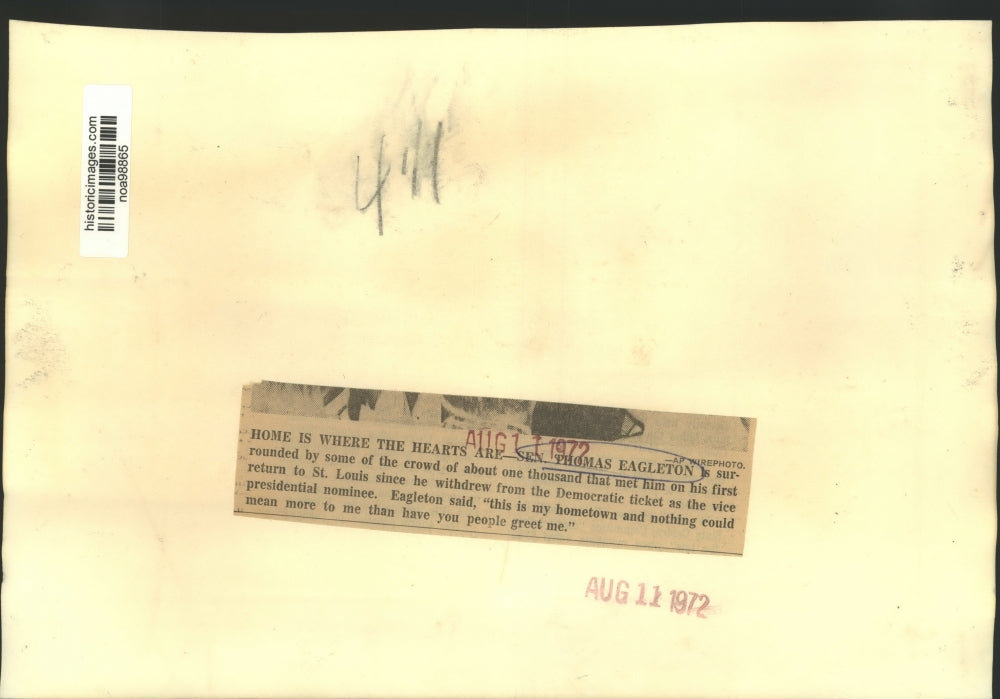 historicimages.com
noa98865
4 "11
AUG 11 1972
—AP WIREPHOTO.
HOME IS WHERE THE HEARTS ARE—SEN. THOMAS EAGLETON is sur-
rounded by some of the crowd of about one thousand that met him on his first
return to St. Louis since he withdrew from the Democratic ticket as the vice
presidential nominee. Eagleton said, “this is my hometown and nothing could
mean more to me than have you people greet me.”
AUG 11 1972